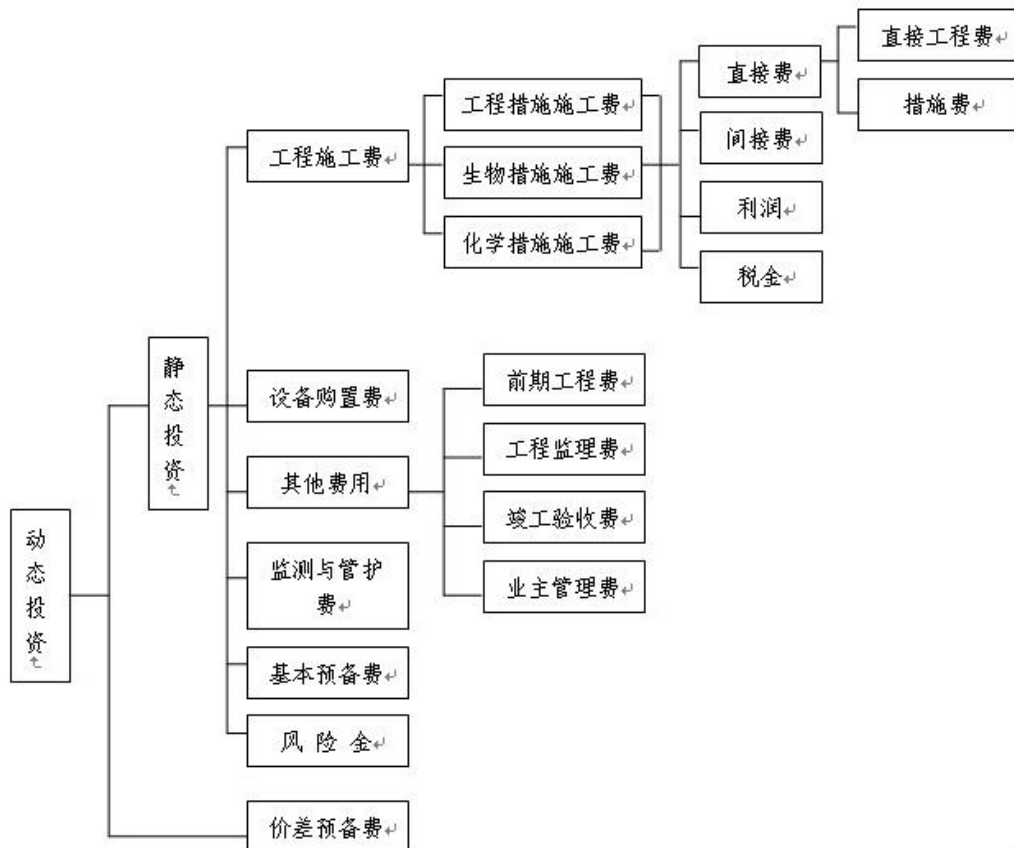 直接工程费
直接费
工程措施施工费
措施费
间接费
工程施工费
生物措施施工费
利润
化学措施施工费
税金
静态投资
前期工程费
设备购置费
工程监理费
其他费用
竣工验收费
动态投资
监测与管护
费
业主管理费
基本预备费
风 险 金
价差预备费